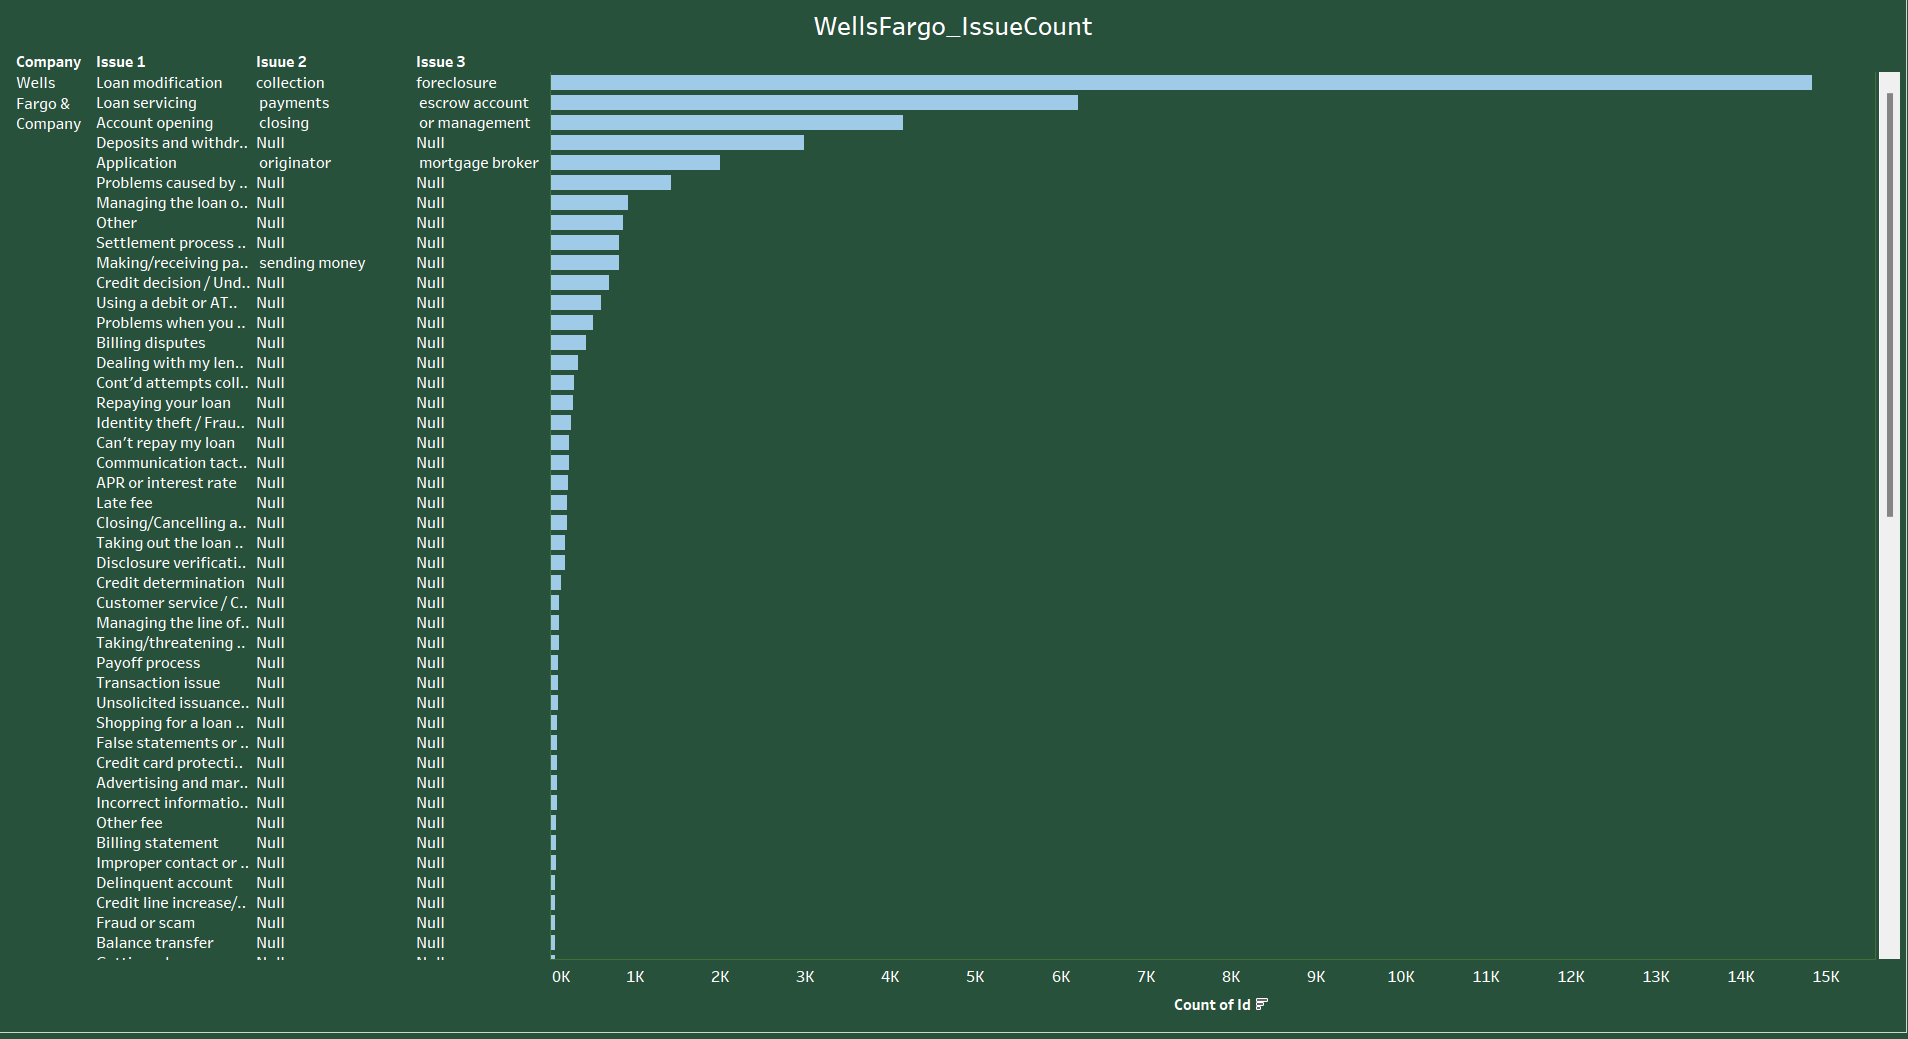 WellsFargo_IssueCount
Company Issue 1 Isuue 2 Issue 3
Wells Loan modification collection foreclosure
Fargo & Loan servicing payments escrow account
Company Account opening closing or management
Deposits and withdr.. Null Null
Application originator mortgage broker
Problems caused by .. Null Null
Managing the loan o.. Null Null
Other Null Null
Settlement process .. Null Null
Making/receiving pa.. sending money Null
Credit decision / Und.. Null Null
Using a debit or AT.. Null Null
Problems when you .. Null Null
Billing disputes Null Null
Dealing with my len.. Null Null
Cont’d attempts coll.. Null Null
Repaying your loan Null Null
Identity theft / Frau.. Null Null
Can’t repay my loan Null Null
Communication tact.. Null Null
APR or interest rate Null Null
Late fee Null Null
Closing/Cancelling a.. Null Null
Taking out the loan .. Null Null
Disclosure verificati.. Null Null
Credit determination Null Null
Customer service / C.. Null Null
Managing the line of.. Null Null
Taking/threatening .. Null Null
Payoff process Null Null
Transaction issue Null Null
Unsolicited issuance.. Null Null
Shopping for a loan .. Null Null
False statements or .. Null Null
Credit card protecti.. Null Null
Advertising and mar.. Null Null
Incorrect informatio.. Null Null
Other fee Null Null
Billing statement Null Null
Improper contact or .. Null Null
Delinquent account Null Null
Credit line increase/.. Null Null
Fraud or scam Null Null
Balance transfer Null Null
0K 1K 2K 3K 4K 5K 6K 7K 8K 9K 10K 11K 12K 13K 14K 15K
Count of Id